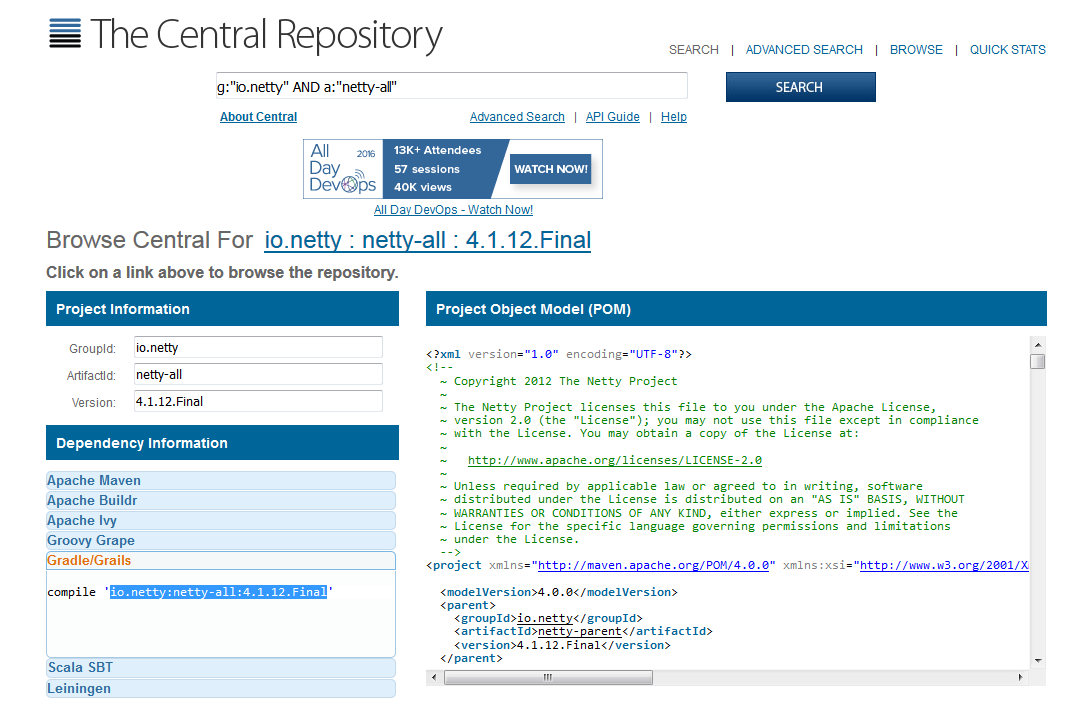 The Central Repository
SEARCH | ADVANCED SEARCH | BROWSE | QUICK STATS
g:"io.netty" AND a:"netty-all"
SEARCH
About Central
Advanced Search | API Guide | Help
All Day DevOps 2016
13K+ Attendees
57 sessions
40K views
WATCH NOW!
All Day DevOps - Watch Now!
Browse Central For io.netty : netty-all : 4.1.12.Final
Click on a link above to browse the repository.
Project Information
GroupId: io.netty
ArtifactId: netty-all
Version: 4.1.12.Final
Dependency Information
Apache Maven
Apache Buildr
Apache Ivy
Groovy Grape
Gradle/Grails
compile 'io.netty:netty-all:4.1.12.Final'
Scala SBT
Leiningen
Project Object Model (POM)
<?xml version="1.0" encoding="UTF-8"?>
<!--
~ Copyright 2012 The Netty Project
~
~ The Netty Project licenses this file to you under the Apache License,
~ version 2.0 (the "License"); you may not use this file except in compliance
~ with the License. You may obtain a copy of the License at:
~
~   http://www.apache.org/licenses/LICENSE-2.0
~
~ Unless required by applicable law or agreed to in writing, software
~ distributed under the License is distributed on an "AS IS" BASIS, WITHOUT
~ WARRANTIES OR CONDITIONS OF ANY KIND, either express or implied. See the
~ License for the specific language governing permissions and limitations
~ under the License.
-->
<project xmlns="http://maven.apache.org/POM/4.0.0" xmlns:xsi="http://www.w3.org/2001/X
<modelVersion>4.0.0</modelVersion>
<parent>
<groupId>io.netty</groupId>
<artifactId>netty-parent</artifactId>
<version>4.1.12.Final</version>
</parent>